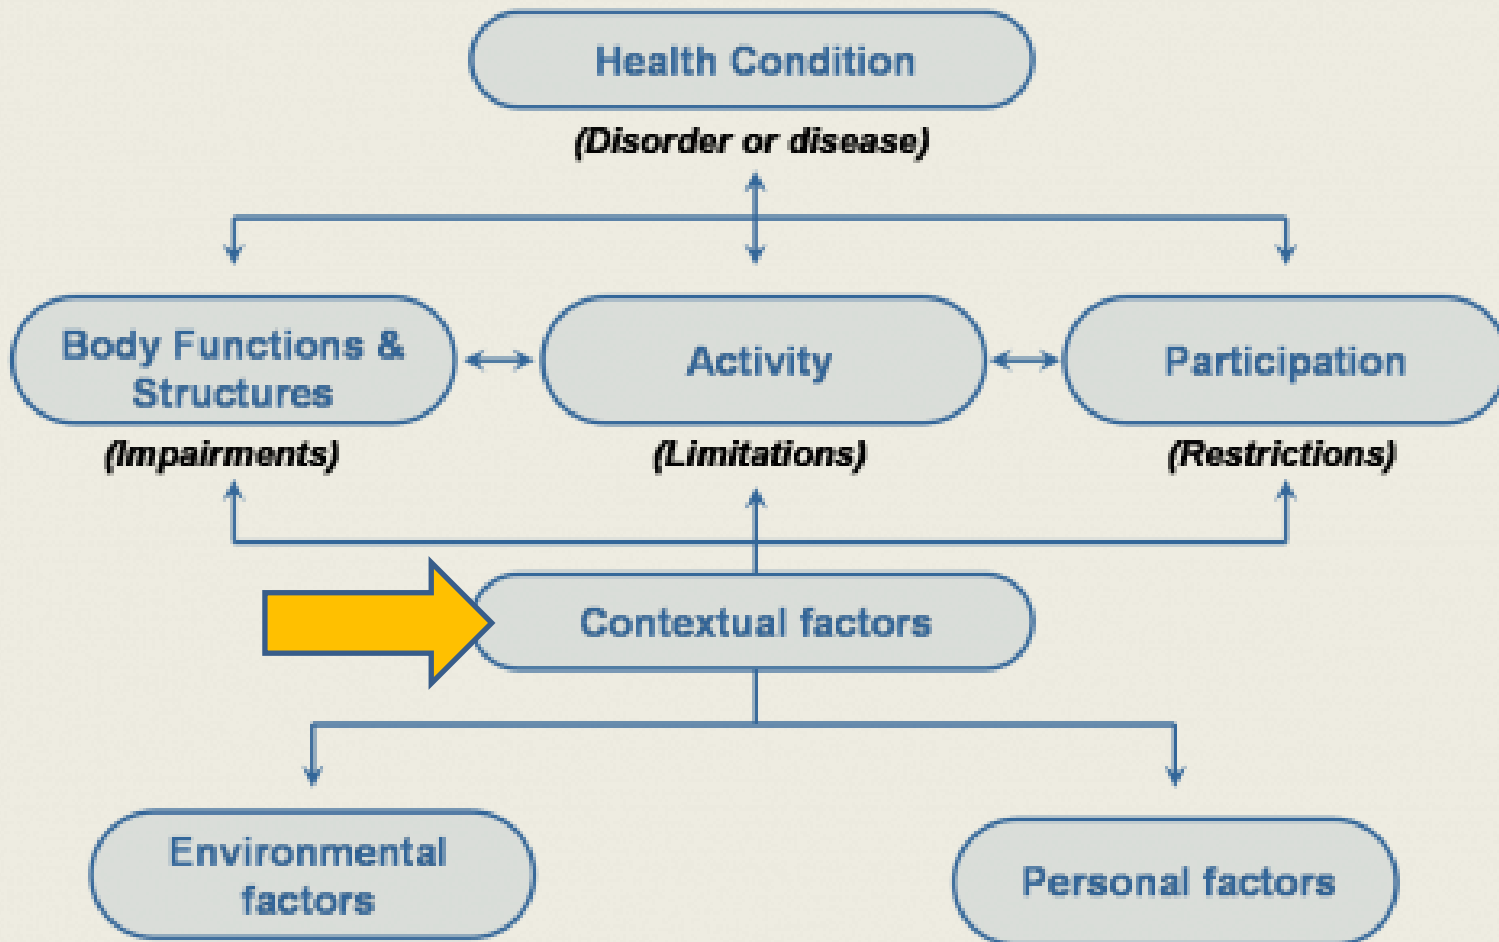 Health Condition
(Disorder or disease)
Body Functions &
Structures
Activity
Participation
(Impairments)
(Limitations)
(Restrictions)
Contextual factors
Environmental
factors
Personal factors